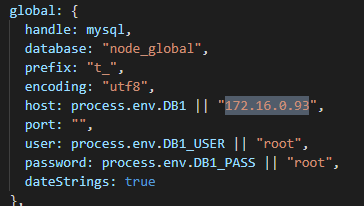 global: {
handle: mysql,
database: "node_global",
prefix: "t_",
encoding: "utf8",
host: process.env.DB1 || "172.16.0.93",
port: "",
user: process.env.DB1_USER || "root",
password: process.env.DB1_PASS || "root",
dateStrings: true
},